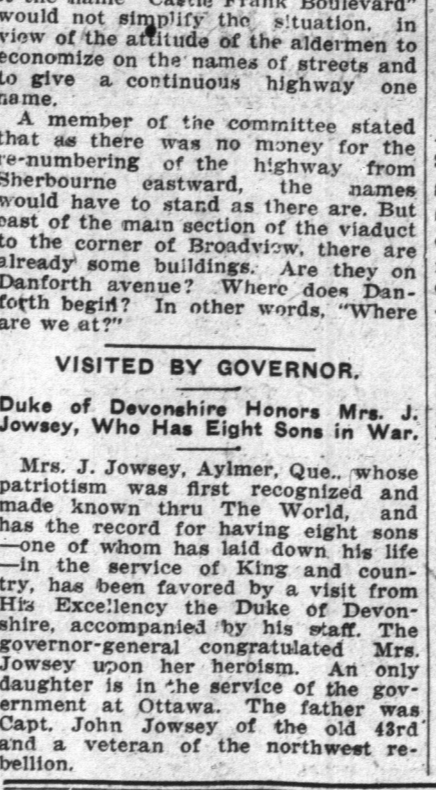 the name "Castle Frank Boulevard"
would not simplify the situation, in
view of the attitude of the aldermen to
economize on the names of streets and
to give a continuous highway one
name.
A member of the committee stated
that as there was no money for the
re-numbering of the highway from
Sherbourne eastward, the names
would have to stand as there are. But
east of the main section of the viaduct
to the corner of Broadview, there are
already some buildings. Are they on
Danforth avenue? Where does Dan-
forth begin? In other words, "Where
are we at?"
VISITED BY GOVERNOR.
Duke of Devonshire Honors Mrs. J.
Jowsey, Who Has Eight Sons in War.
Mrs. J. Jowsey, Aylmer, Que., whose
patriotism was first recognized and
made known thru The World, and
has the record for having eight sons
—one of whom has laid down his life
—in the service of King and coun-
try, has been favored by a visit from
His Excellency the Duke of Devon-
shire, accompanied by his staff. The
governor-general congratulated Mrs.
Jowsey upon her heroism. An only
daughter is in the service of the gov-
ernment at Ottawa. The father was
Capt. John Jowsey of the old 43rd
and a veteran of the northwest re-
bellion.